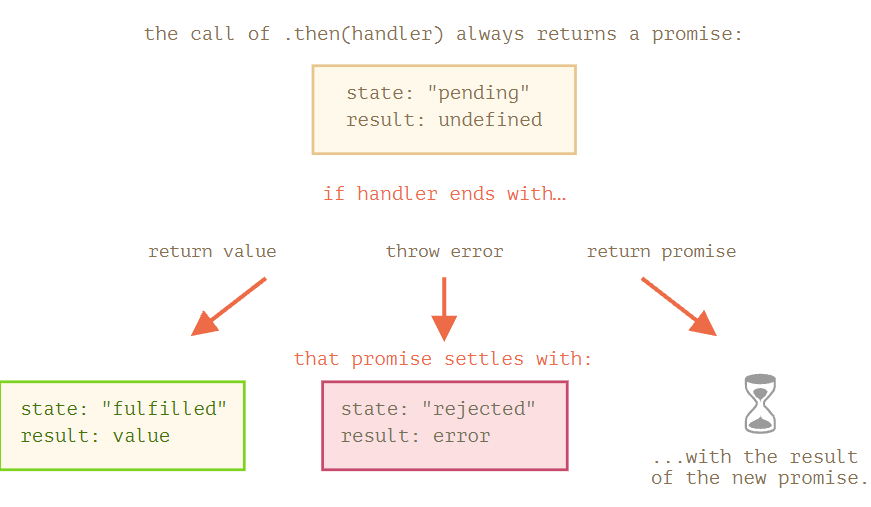 the call of .then(handler) always returns a promise:
state: "pending"
result: undefined
if handler ends with…
return value
throw error
return promise
that promise settles with:
state: "fulfilled"
result: value
state: "rejected"
result: error
...with the result
of the new promise.